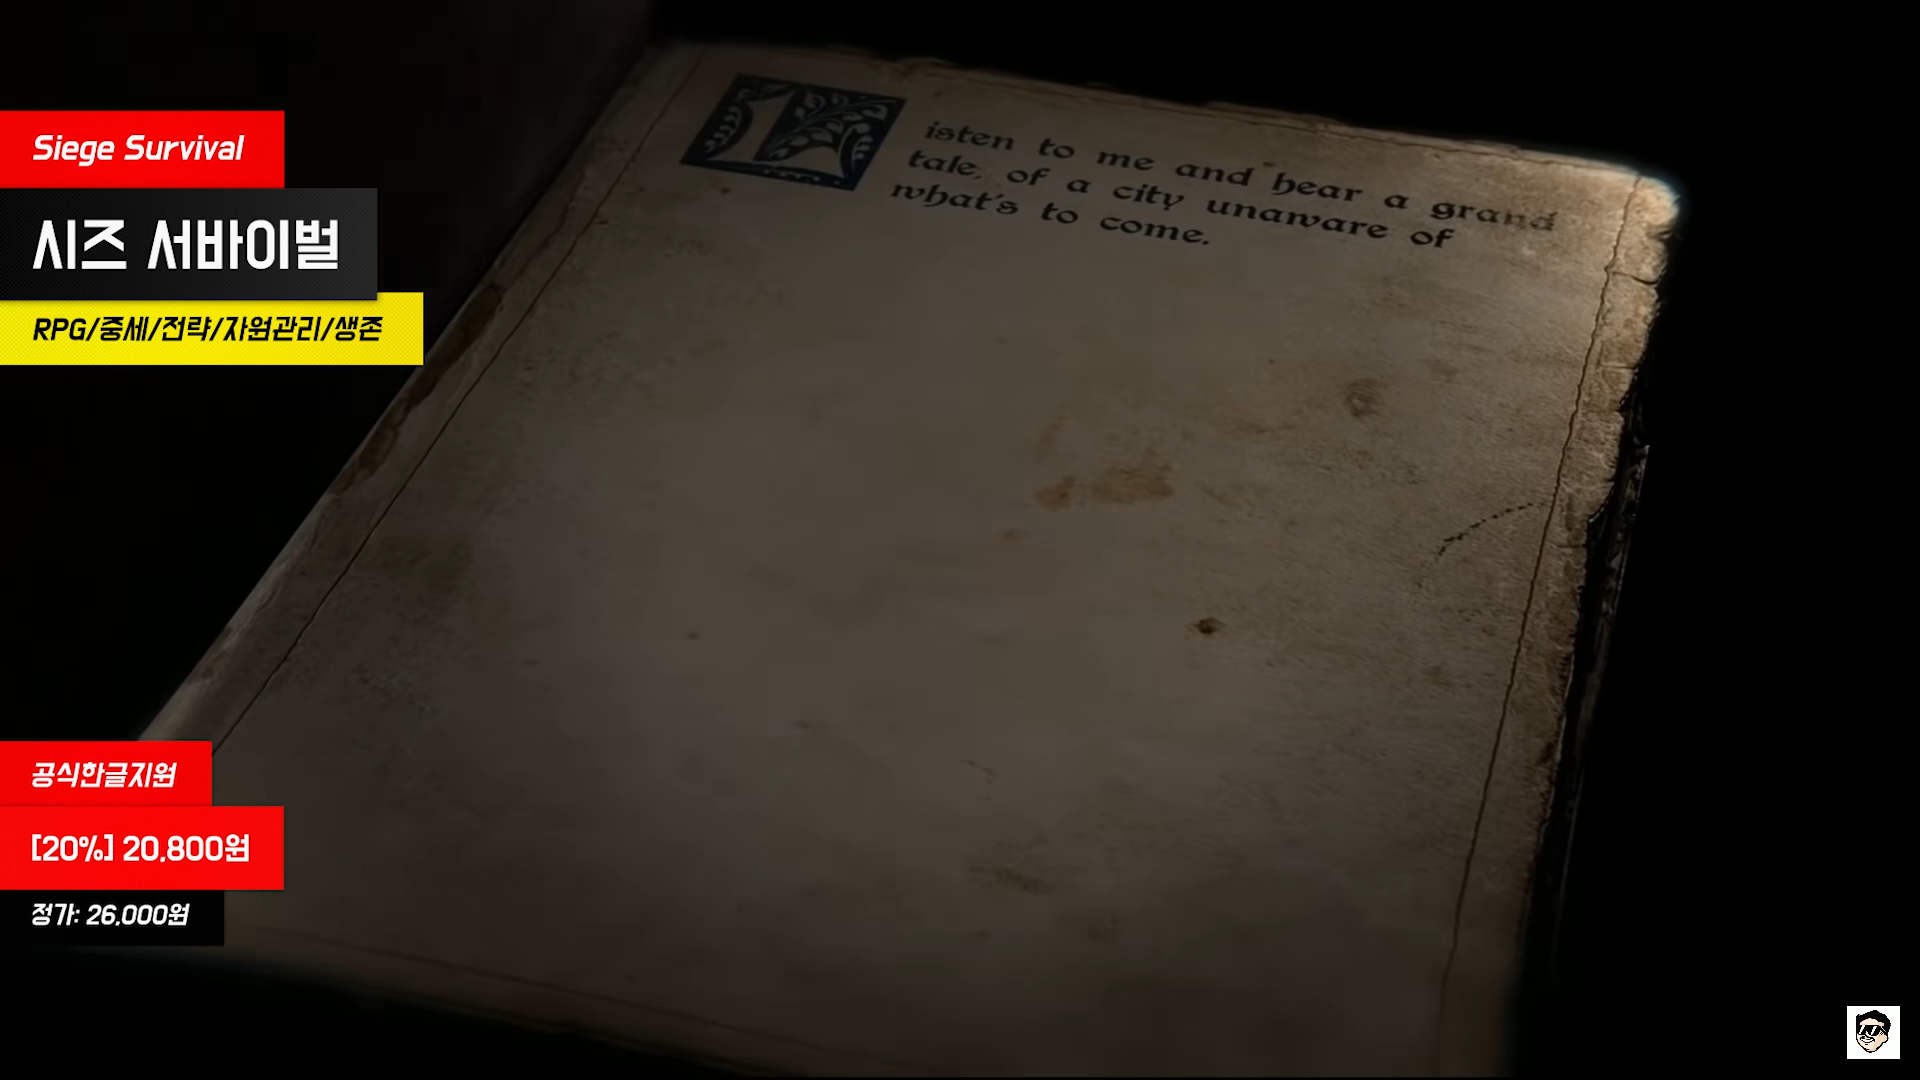 Siege Survival
시즈 서바이벌
RPG/중세/전략/자원관리/생존
Listen to me and hear a grand
tale, of a city unaware of
what's to come.
공식한글지원
[20%] 20,800원
정가: 26,000원